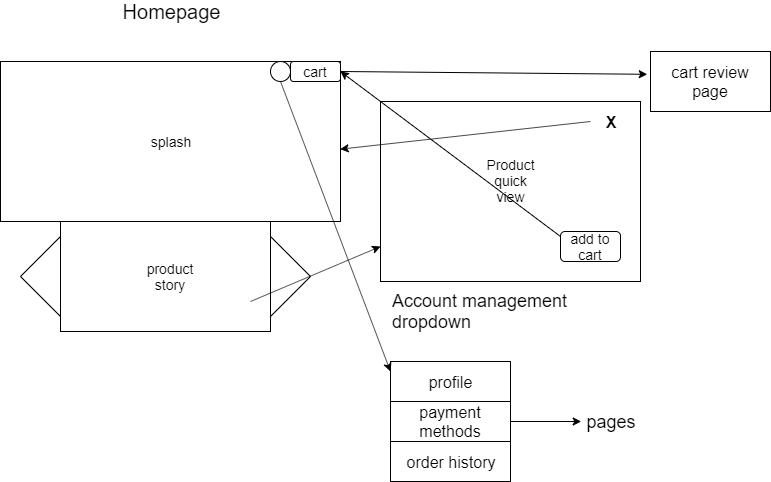 Homepage
cart
cart review
page
splash
X
Product
quick
view
add to
cart
product
story
Account management
dropdown
profile
payment
methods
pages
order history